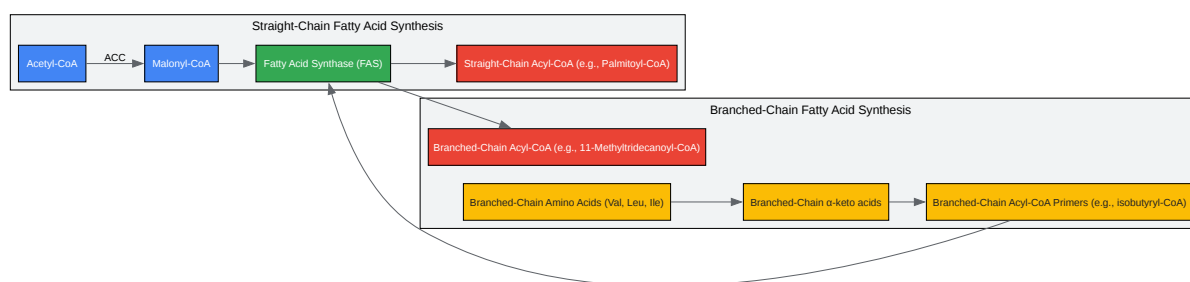 Straight-Chain Fatty Acid Synthesis
Acetyl-CoA
ACC
Malonyl-CoA
Fatty Acid Synthase (FAS)
Straight-Chain Acyl-CoA (e.g., Palmitoyl-CoA)
Branched-Chain Fatty Acid Synthesis
Branched-Chain Acyl-CoA (e.g., 11-Methyltridecanoyl-CoA)
Branched-Chain Amino Acids (Val, Leu, Ile)
Branched-Chain α-keto acids
Branched-Chain Acyl-CoA Primers (e.g., isobutyryl-CoA)